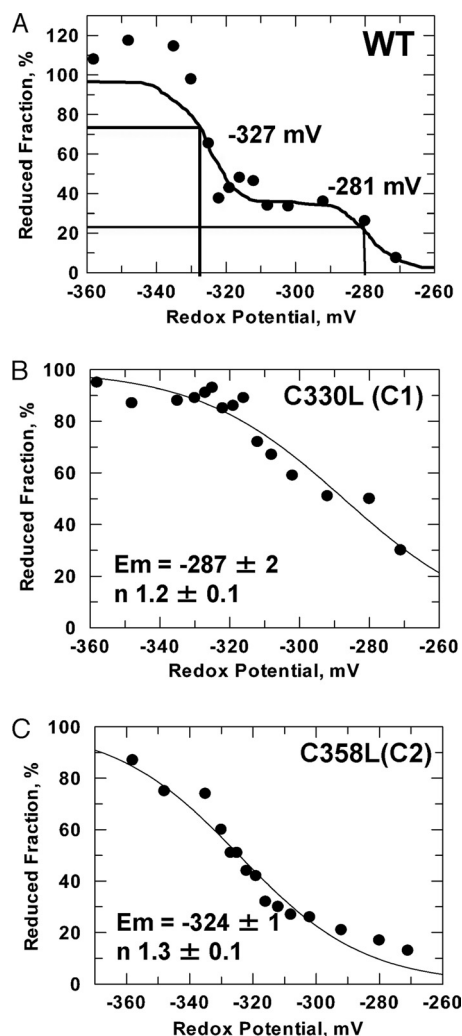 A
WT
120
100
80
60
40
20
0
-327 mV
-281 mV
Reduced Fraction, %
-360 -340 -320 -300 -280 -260
Redox Potential, mV
B
C330L (C1)
100
80
60
40
20
0
Em = -287 ± 2
n 1.2 ± 0.1
Reduced Fraction, %
-360 -340 -320 -300 -280 -260
Redox Potential, mV
C
C358L(C2)
100
80
60
40
20
0
Em = -324 ± 1
n 1.3 ± 0.1
Reduced Fraction, %
-360 -340 -320 -300 -280 -260
Redox Potential, mV